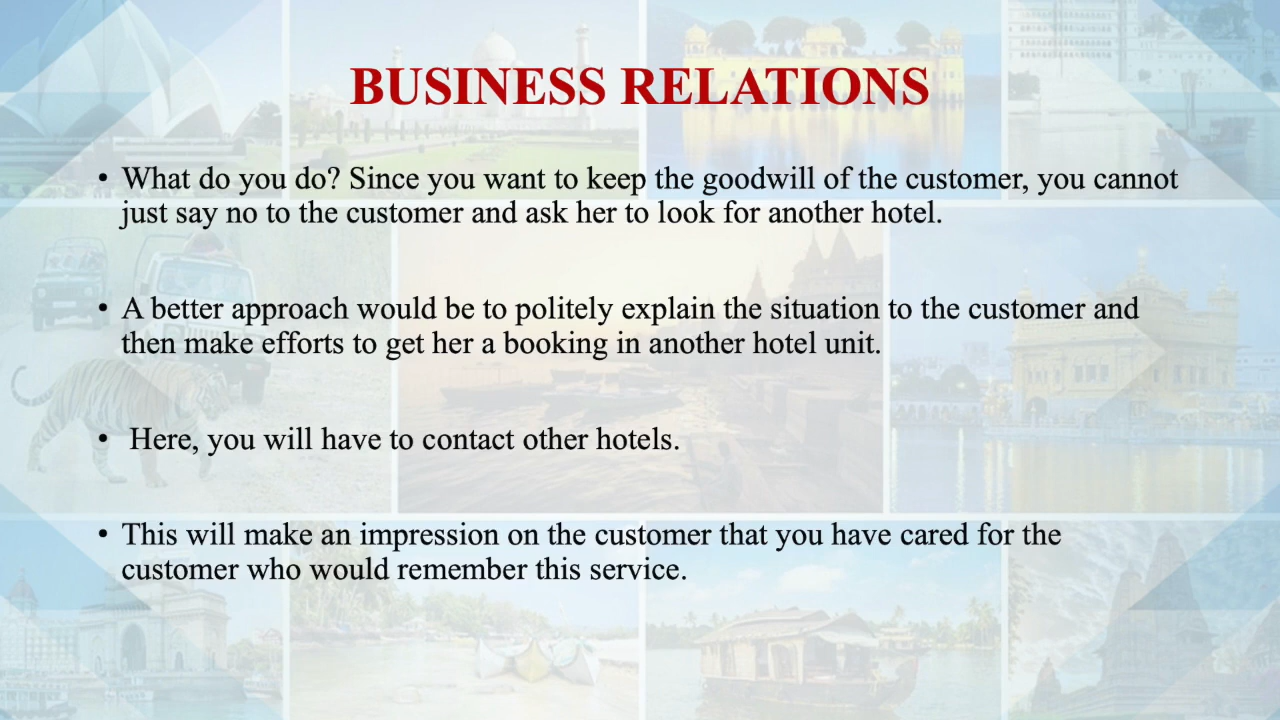 BUSINESS RELATIONS
• What do you do? Since you want to keep the goodwill of the customer, you cannot
just say no to the customer and ask her to look for another hotel.
• A better approach would be to politely explain the situation to the customer and
then make efforts to get her a booking in another hotel unit.
• Here, you will have to contact other hotels.
• This will make an impression on the customer that you have cared for the
customer who would remember this service.